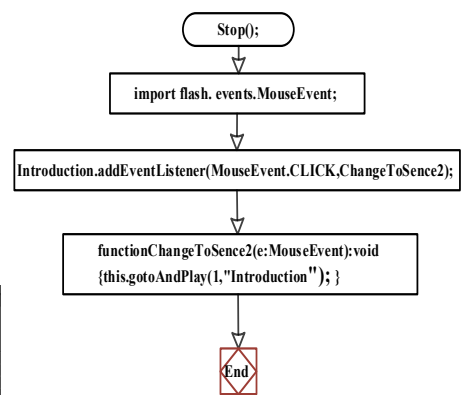 Stop();
import flash. events.MouseEvent;
Introduction.addEventListener(MouseEvent.CLICK,ChangeToSence2);
functionChangeToSence2(e:MouseEvent):void
{this.gotoAndPlay(1,"Introduction"); }
End